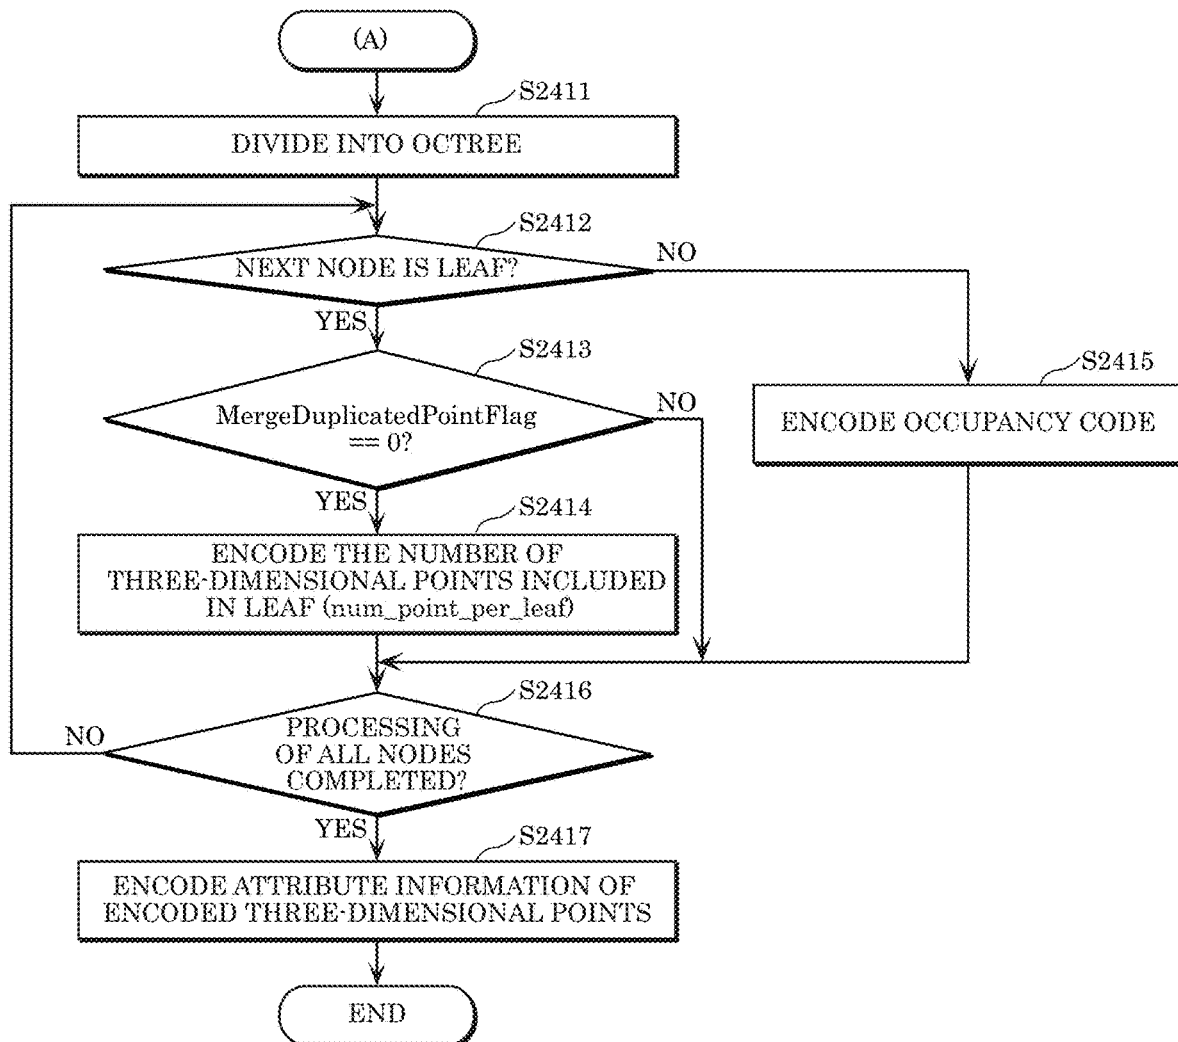 (A)
S2411
DIVIDE INTO OCTREE
S2412
NEXT NODE IS LEAF?
NO
YES
S2413
MergeDuplicatedPointFlag
== 0?
NO
S2415
ENCODE OCCUPANCY CODE
YES
S2414
ENCODE THE NUMBER OF
THREE-DIMENSIONAL POINTS INCLUDED
IN LEAF (num_point_per_leaf)
S2416
PROCESSING
OF ALL NODES
COMPLETED?
NO
YES
S2417
ENCODE ATTRIBUTE INFORMATION OF
ENCODED THREE-DIMENSIONAL POINTS
END